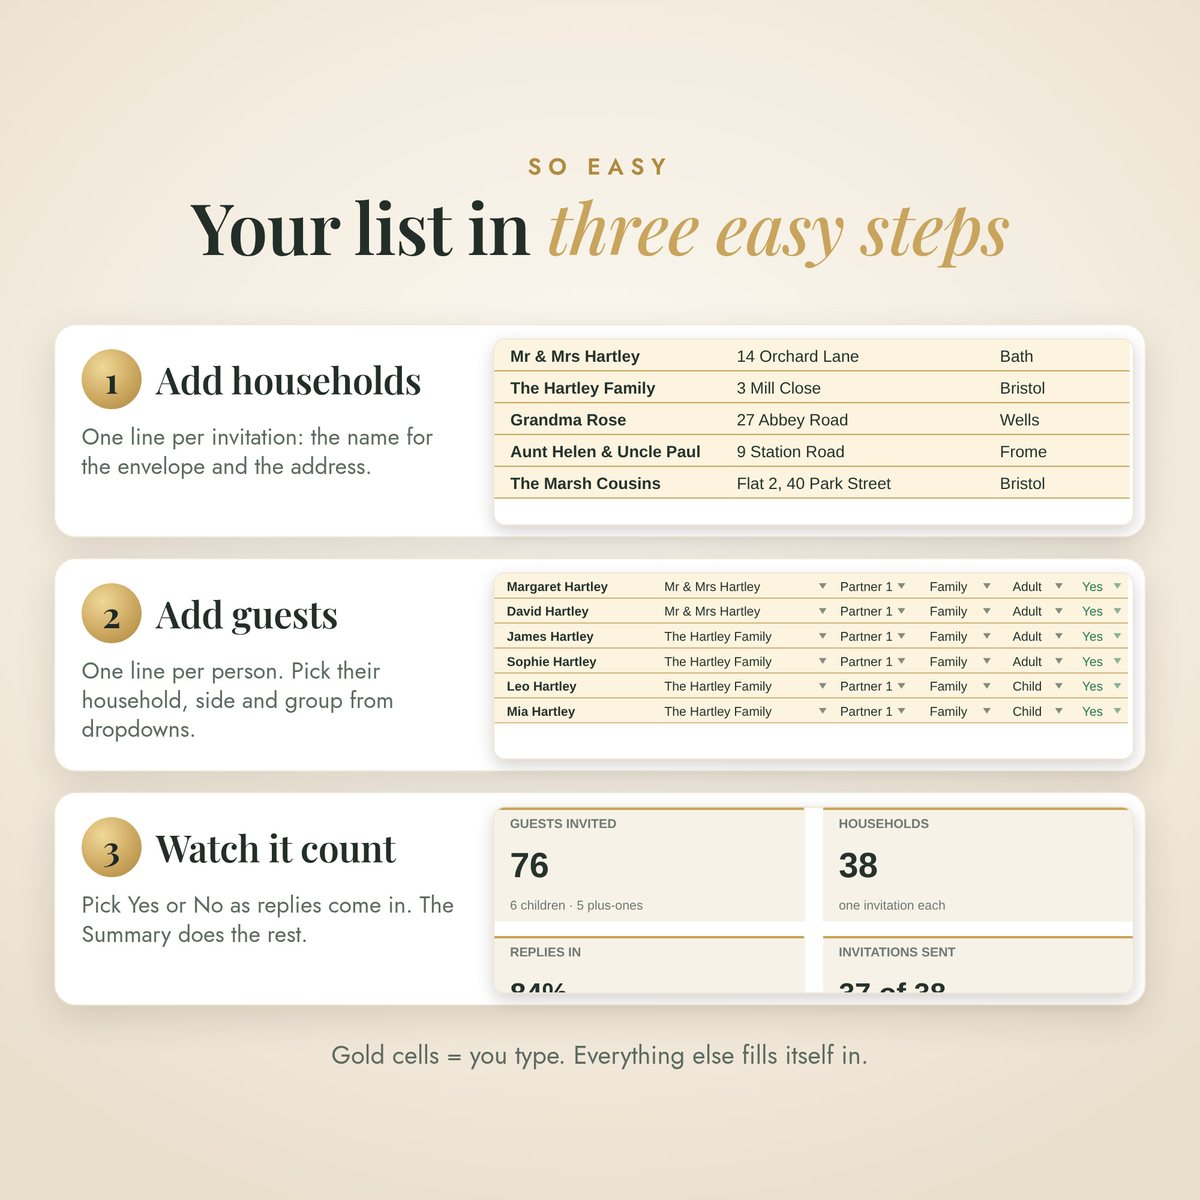 SO EASY
Your list in three easy steps
1 Add households
One line per invitation: the name for
the envelope and the address.
Mr & Mrs Hartley 14 Orchard Lane Bath
The Hartley Family 3 Mill Close Bristol
Grandma Rose 27 Abbey Road Wells
Aunt Helen & Uncle Paul 9 Station Road Frome
The Marsh Cousins Flat 2, 40 Park Street Bristol
2 Add guests
One line per person. Pick their
household, side and group from
dropdowns.
Margaret Hartley Mr & Mrs Hartley Partner 1 Family Adult Yes
David Hartley Mr & Mrs Hartley Partner 1 Family Adult Yes
James Hartley The Hartley Family Partner 1 Family Adult Yes
Sophie Hartley The Hartley Family Partner 1 Family Adult Yes
Leo Hartley The Hartley Family Partner 1 Family Child Yes
Mia Hartley The Hartley Family Partner 1 Family Child Yes
3 Watch it count
Pick Yes or No as replies come in. The
Summary does the rest.
GUESTS INVITED HOUSEHOLDS
76 38
6 children · 5 plus-ones one invitation each
REPLIES IN INVITATIONS SENT
84% 37 of 38
Gold cells = you type. Everything else fills itself in.